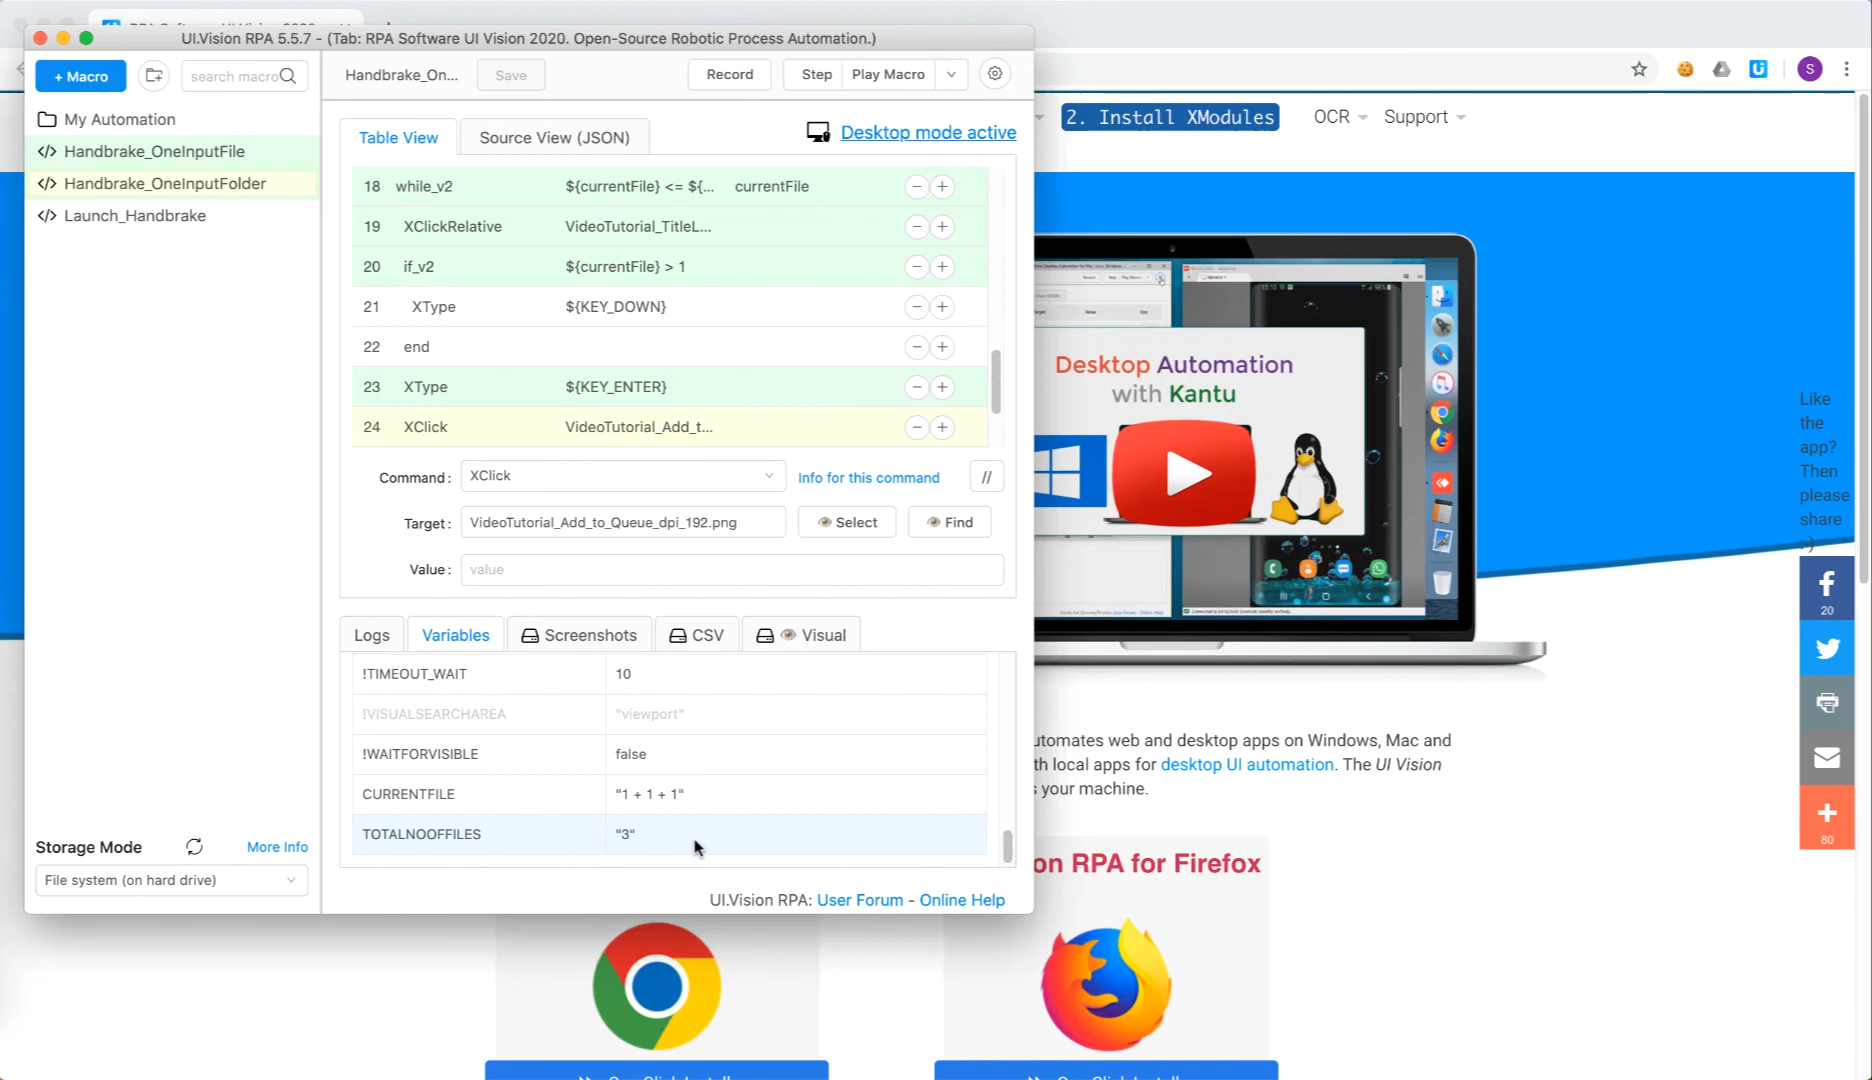 UI.Vision RPA 5.5.7 - (Tab: RPA Software UI Vision 2020. Open-Source Robotic Process Automation.)
+ Macro
search macro
Handbrake_On...
Save
Record
Step
Play Macro
S
My Automation
Handbrake_OneInputFile
Handbrake_OneInputFolder
Launch_Handbrake
Table View
Source View (JSON)
Desktop mode active
2. Install XModules
OCR
Support
18 while_v2 ${currentFile} <= ${... currentFile
19 XClickRelative VideoTutorial_TitleL...
20 if_v2 ${currentFile} > 1
21 XType ${KEY_DOWN}
22 end
23 XType ${KEY_ENTER}
24 XClick VideoTutorial_Add_t...
Command: XClick Info for this command //
Target: VideoTutorial_Add_to_Queue_dpi_192.png Select Find
Value: value
Logs
Variables
Screenshots
CSV
Visual
!TIMEOUT_WAIT 10
!VISUALSEARCHAREA "viewport"
!WAITFORVISIBLE false
CURRENTFILE "1 + 1 + 1"
TOTALNOOFFILES "3"
Storage Mode More Info
File system (on hard drive)
UI.Vision RPA: User Forum - Online Help
Desktop Automation
with Kantu
Like
the
app?
Then
please
share
:)
20
80
utomates web and desktop apps on Windows, Mac and
th local apps for desktop UI automation. The UI Vision
s your machine.
on RPA for Firefox